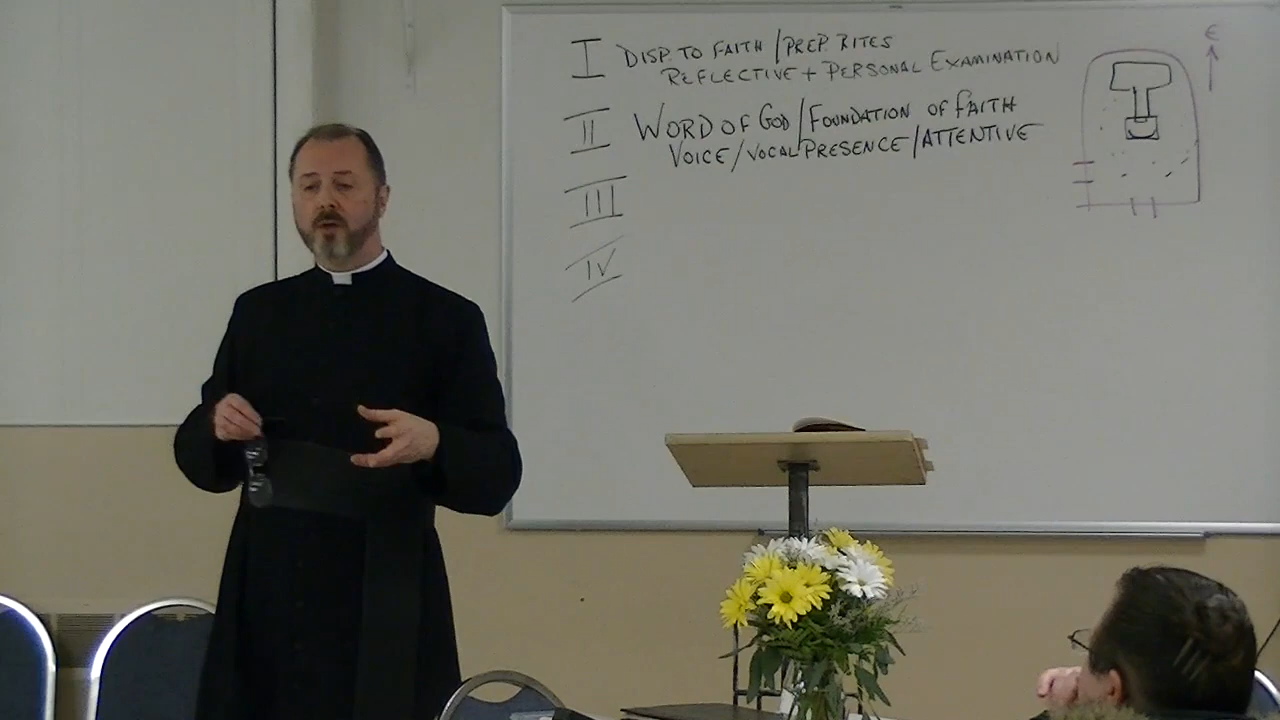 I DISP TO FAITH / PREP RITES
REFLECTIVE + PERSONAL EXAMINATION
II WORD OF GOD / FOUNDATION OF FAITH
VOICE / VOCAL PRESENCE / ATTENTIVE
III
IV
E